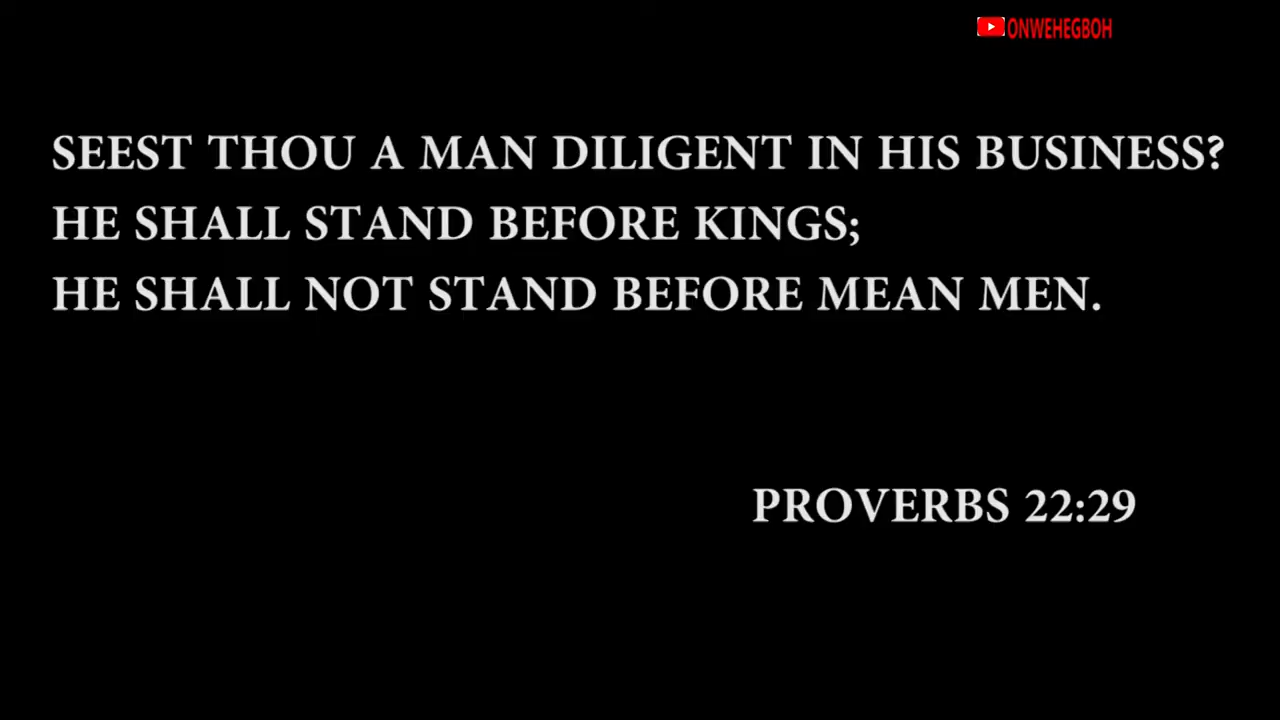 ONWEHEGBOH
SEEST THOU A MAN DILIGENT IN HIS BUSINESS?
HE SHALL STAND BEFORE KINGS;
HE SHALL NOT STAND BEFORE MEAN MEN.
PROVERBS 22:29